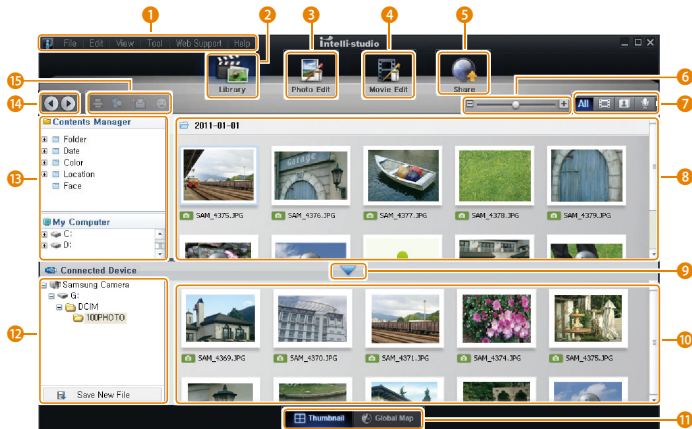 1 2 3 4 5
File Edit View Tool Web Support Help
intelli-studio
15
Library Photo Edit Movie Edit Share
6
14
All
7
Contents Manager
2011-01-01
Folder
Date
Color
Location
Face
13
8
SAM_4375.JPG SAM_4376.JPG SAM_4377.JPG SAM_4378.JPG SAM_4379.JPG
My Computer
C:
D:
Connected Device
9
Samsung Camera
G:
DCIM
100PHOTO
12
10
SAM_4369.JPG SAM_4370.JPG SAM_4371.JPG SAM_4374.JPG SAM_4375.JPG
Save New File
Thumbnail Global Map
11